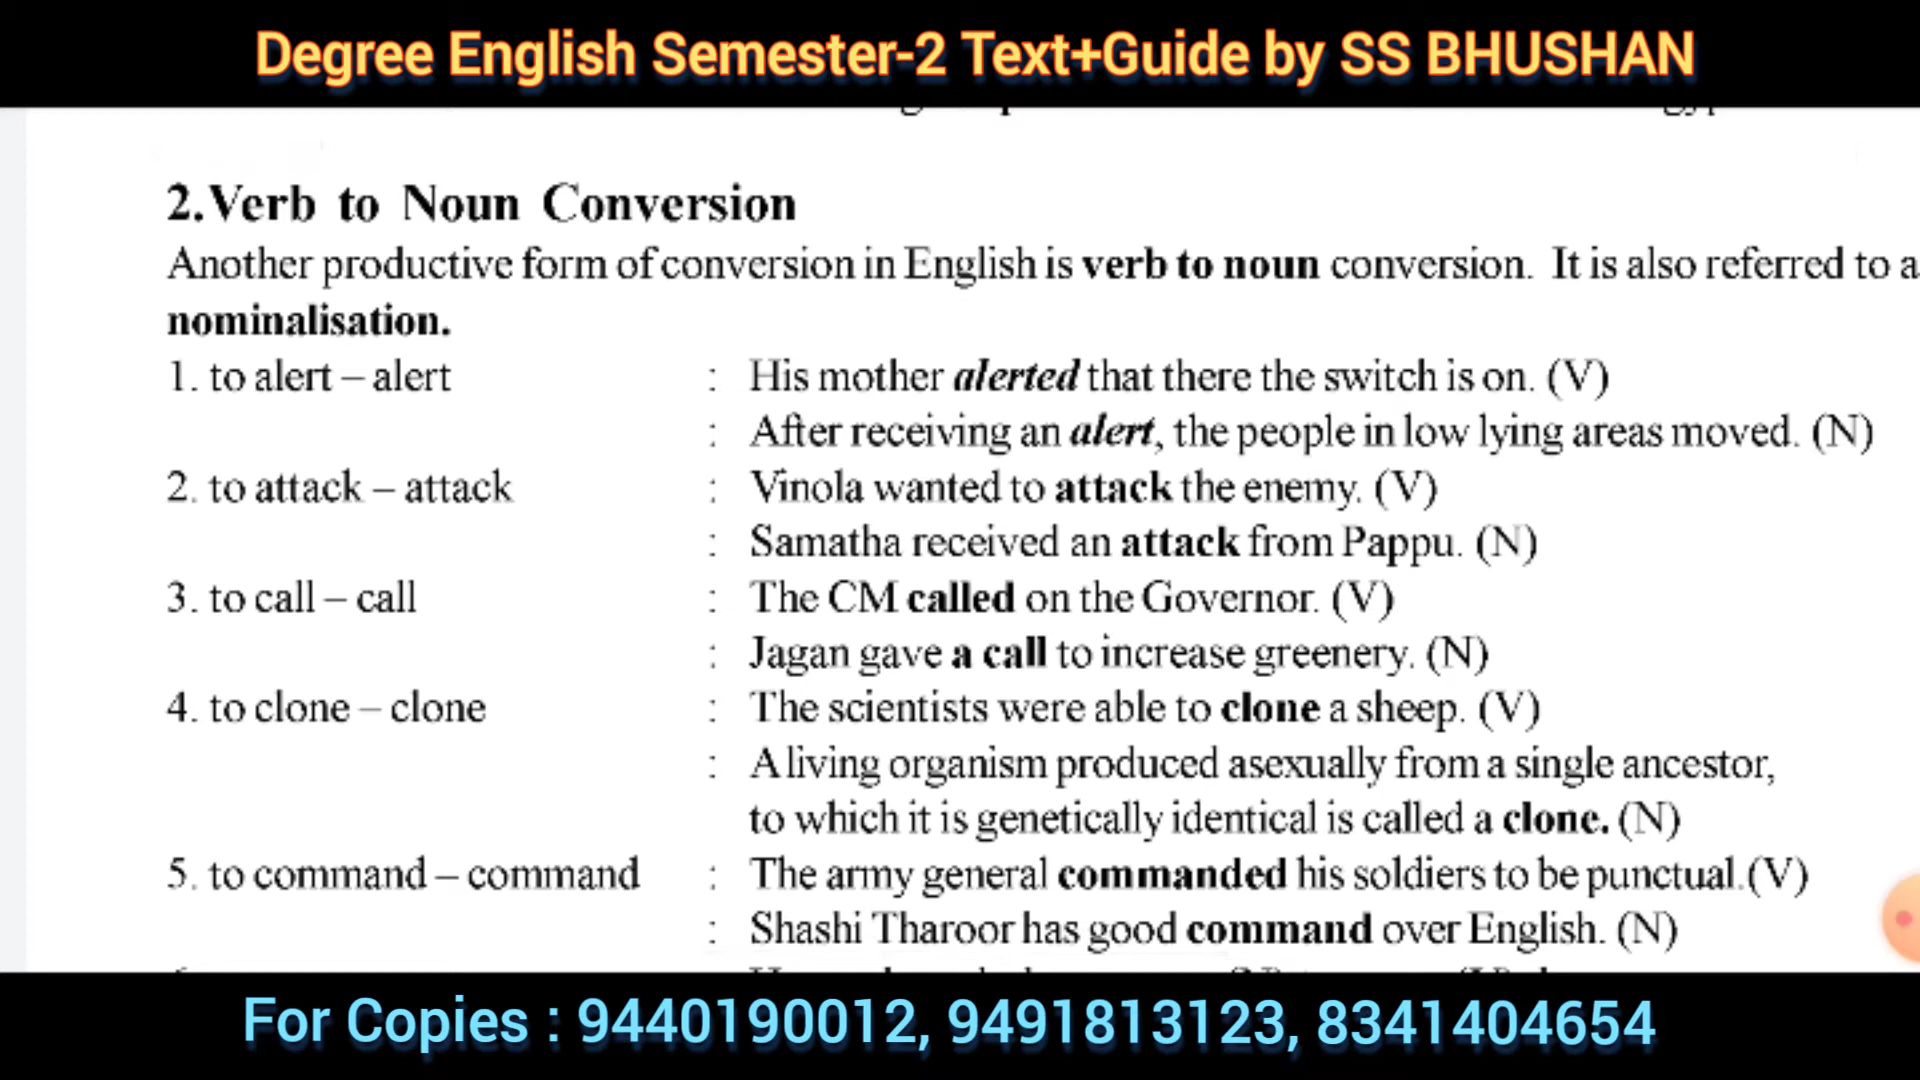 Degree English Semester-2 Text+Guide by SS BHUSHAN
2.Verb to Noun Conversion
Another productive form of conversion in English is verb to noun conversion. It is also referred to a
nominalisation.
1. to alert – alert : His mother alerted that there the switch is on. (V)
: After receiving an alert, the people in low lying areas moved. (N)
2. to attack – attack : Vinola wanted to attack the enemy. (V)
: Samatha received an attack from Pappu. (N)
3. to call – call : The CM called on the Governor. (V)
: Jagan gave a call to increase greenery. (N)
4. to clone – clone : The scientists were able to clone a sheep. (V)
: A living organism produced asexually from a single ancestor,
to which it is genetically identical is called a clone. (N)
5. to command – command : The army general commanded his soldiers to be punctual.(V)
: Shashi Tharoor has good command over English. (N)
For Copies : 9440190012, 9491813123, 8341404654